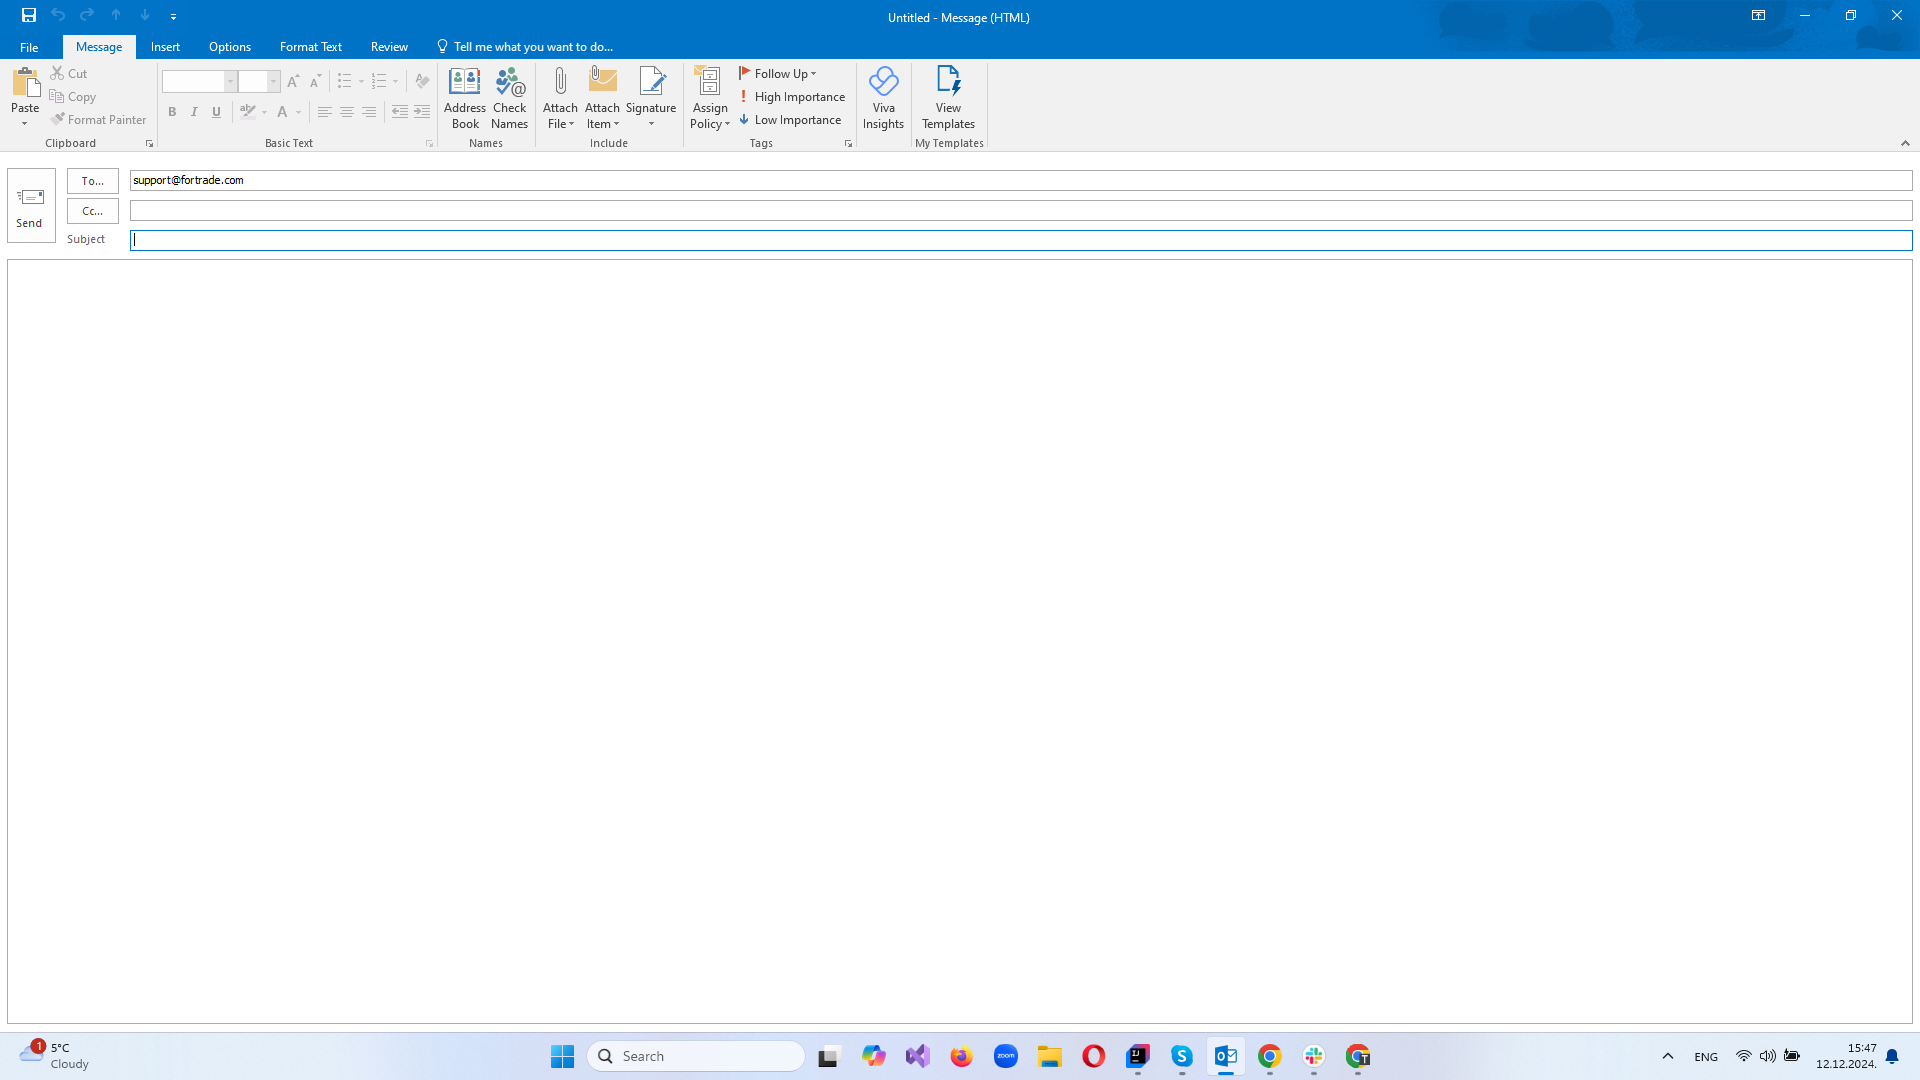 Untitled - Message (HTML)
File
Message
Insert
Options
Format Text
Review
Tell me what you want to do...
Paste
Cut
Copy
Format Painter
Clipboard
B I U
A
Basic Text
Address Book
Check Names
Names
Attach File
Attach Item
Signature
Include
Assign Policy
Follow Up
High Importance
Low Importance
Tags
Viva Insights
View Templates
My Templates
Send
To...
support@fortrade.com
Cc...
Subject
1
5°C
Cloudy
Search
zoom
ENG
15:47
12.12.2024.